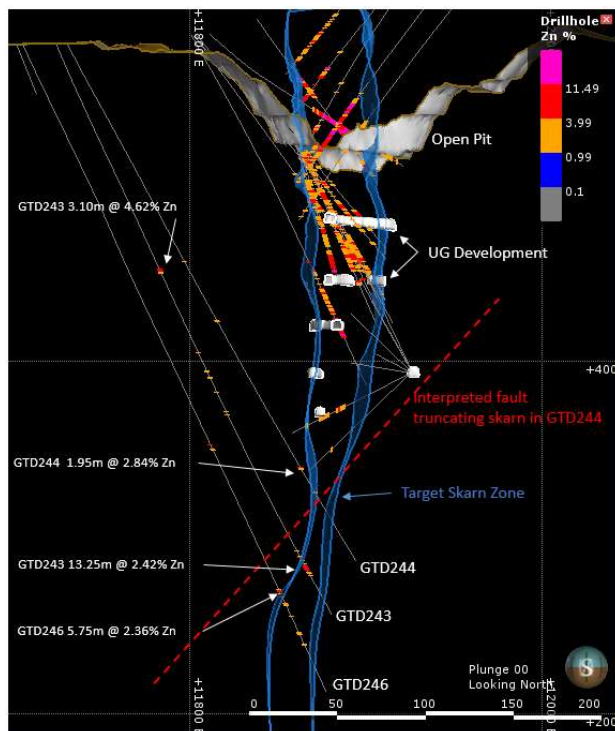 +11800 E
Drillhole
Zn %
11.49
3.99
0.99
0.1
Open Pit
GTD243 3.10m @ 4.62% Zn
UG Development
+400
Interpreted fault
truncating skarn in GTD244
GTD244 1.95m @ 2.84% Zn
Target Skarn Zone
GTD243 13.25m @ 2.42% Zn
GTD244
GTD243
GTD246 5.75m @ 2.36% Zn
GTD246
Plunge 00
Looking North
S
0 50 100 150 200
+11800 E
+200